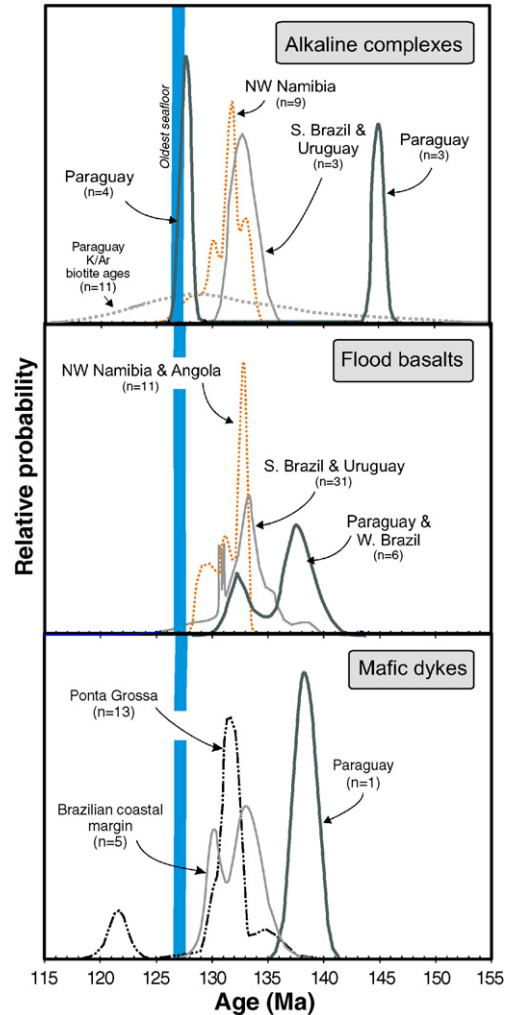 Alkaline complexes
Oldest seafloor
NW Namibia
(n=9)
S. Brazil &
Uruguay
(n=3)
Paraguay
(n=3)
Paraguay
(n=4)
Paraguay
K/Ar
biotite ages
(n=11)
Relative probability
Flood basalts
NW Namibia & Angola
(n=11)
S. Brazil & Uruguay
(n=31)
Paraguay &
W. Brazil
(n=6)
Mafic dykes
Ponta Grossa
(n=13)
Paraguay
(n=1)
Brazilian coastal
margin
(n=5)
115 120 125 130 135 140 145 150 155
Age (Ma)